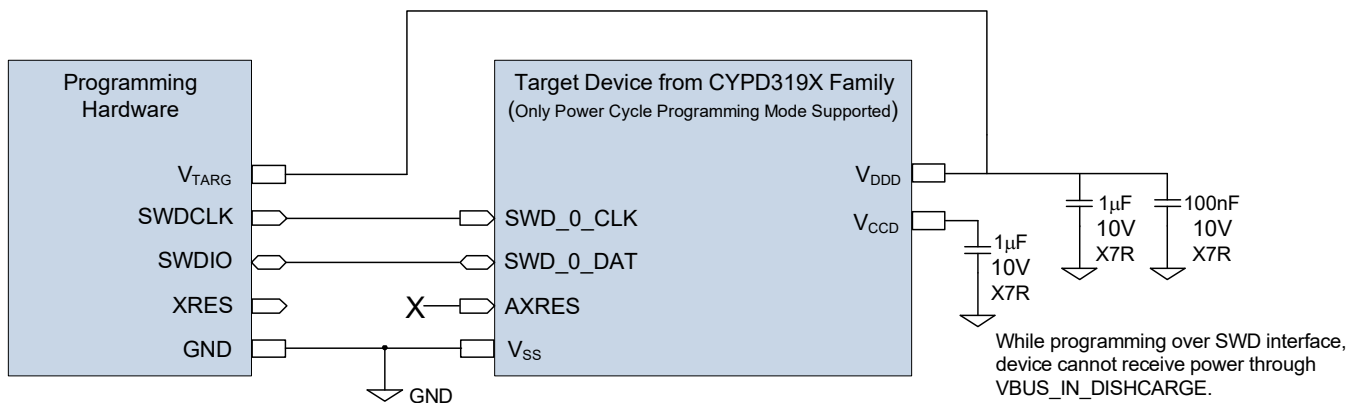 Programming
Hardware
Target Device from CYPD319X Family
(Only Power Cycle Programming Mode Supported)
VTARG
SWDCLK
SWDIO
XRES
GND
SWD_0_CLK
SWD_0_DAT
X
AXRES
VSS
GND
VDDD
VCCD
1μF
10V
X7R
1μF
10V
X7R
100nF
10V
X7R
While programming over SWD interface,
device cannot receive power through
VBUS_IN_DISHCARGE.